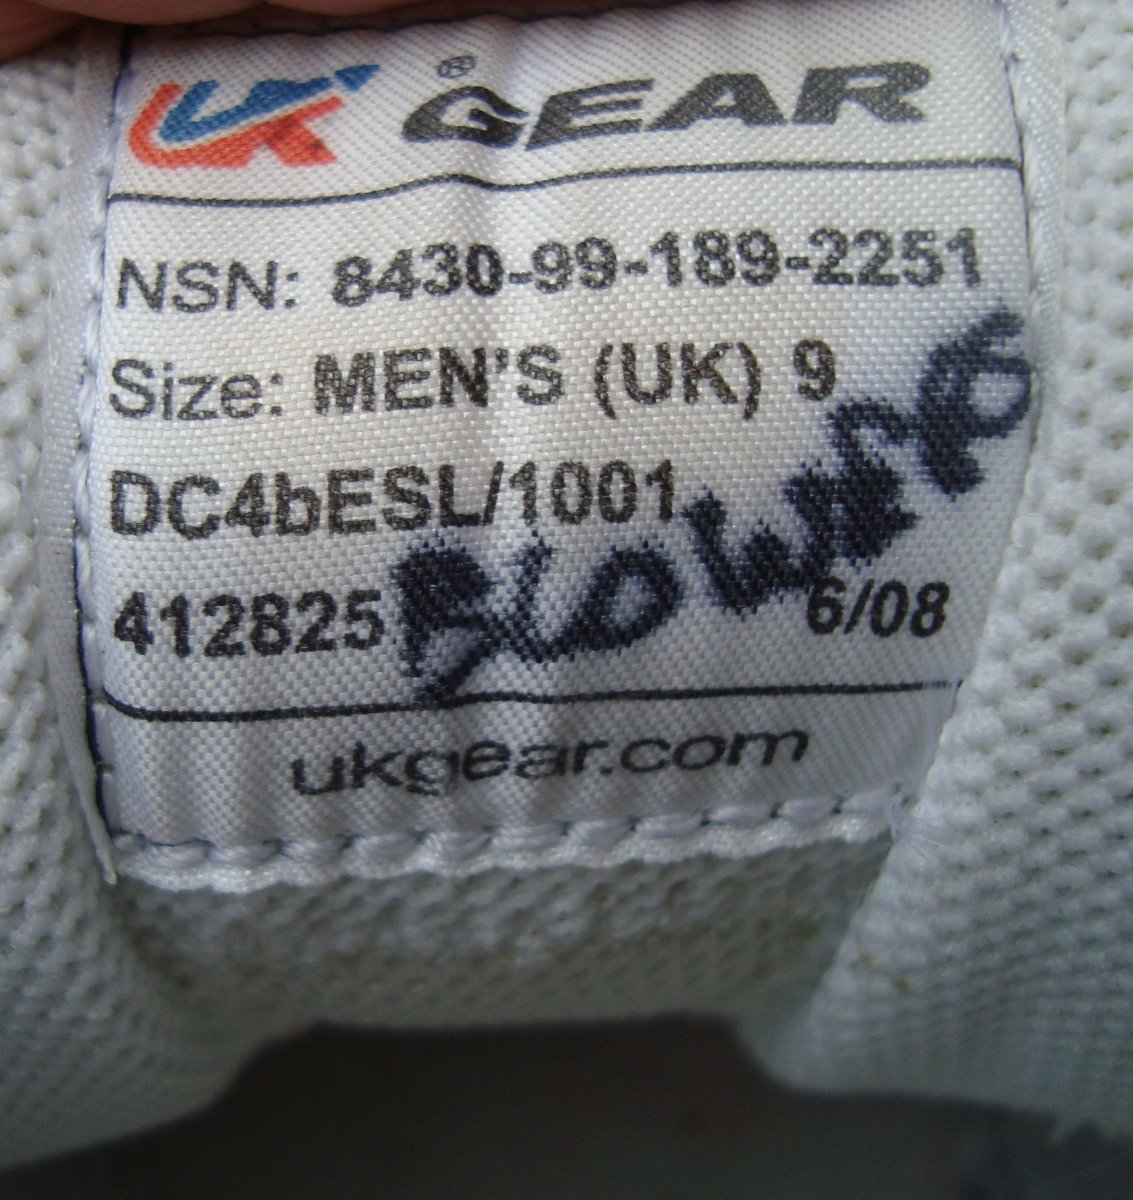 UK ® GEAR
NSN: 8430-99-189-2251
Size: MEN'S (UK) 9
DC4bESL/1001
412825 6/08
ukgear.com